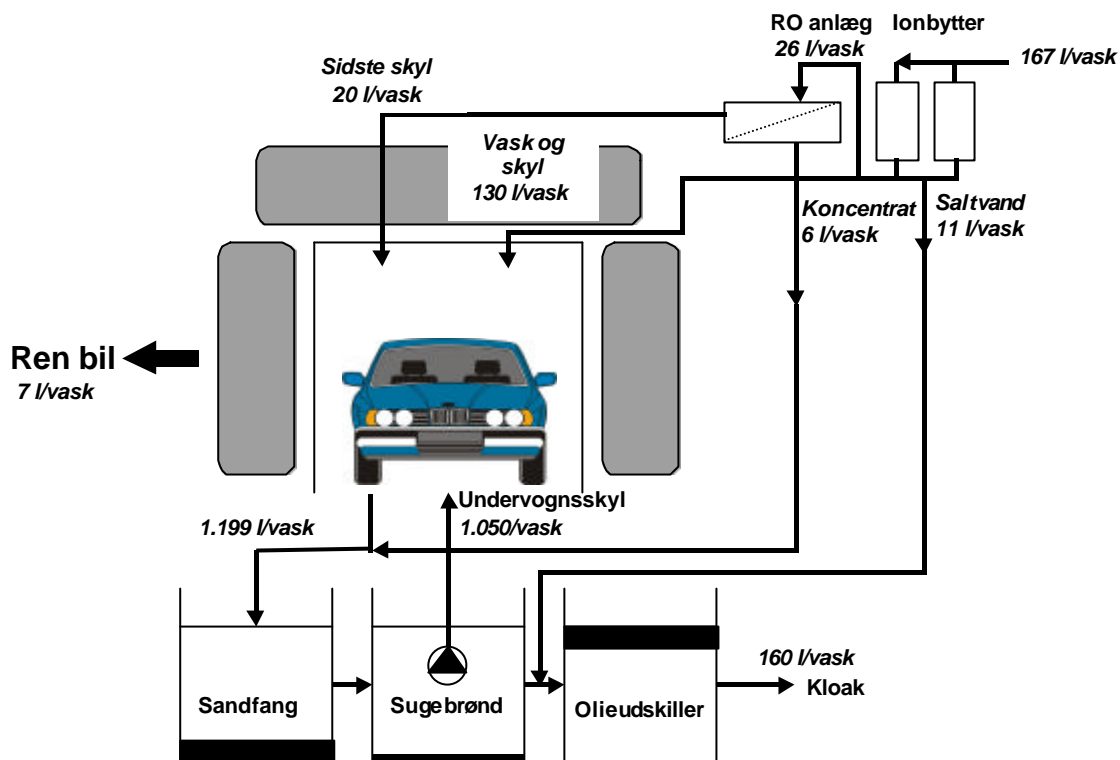 RO anlæg
26 l/vask
Ionbytter
167 l/vask
Sidste skyl
20 l/vask
Vask og
skyl
130 l/vask
Koncentrat
6 l/vask
Saltvand
11 l/vask
Ren bil
7 l/vask
1.199 l/vask
Undervognsskyl
1.050/vask
160 l/vask
Kloak
Sandfang
Sugebrønd
Olieudskiller